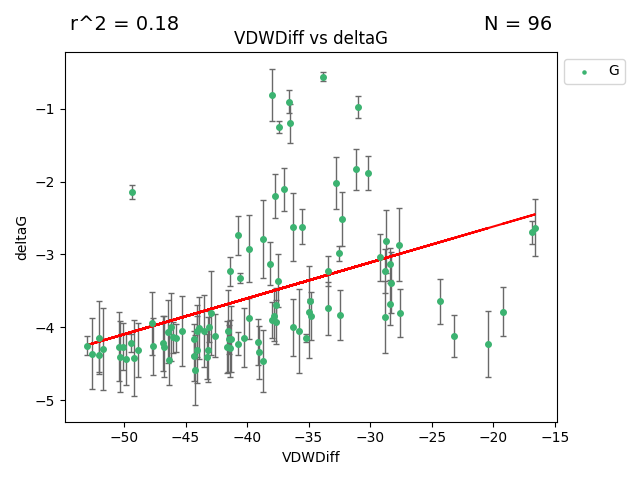 r^2 = 0.18
N = 96
VDWDiff vs deltaG
G
deltaG
−1
−2
−3
−4
−5
−50
−45
−40
−35
−30
−25
−20
−15
VDWDiff